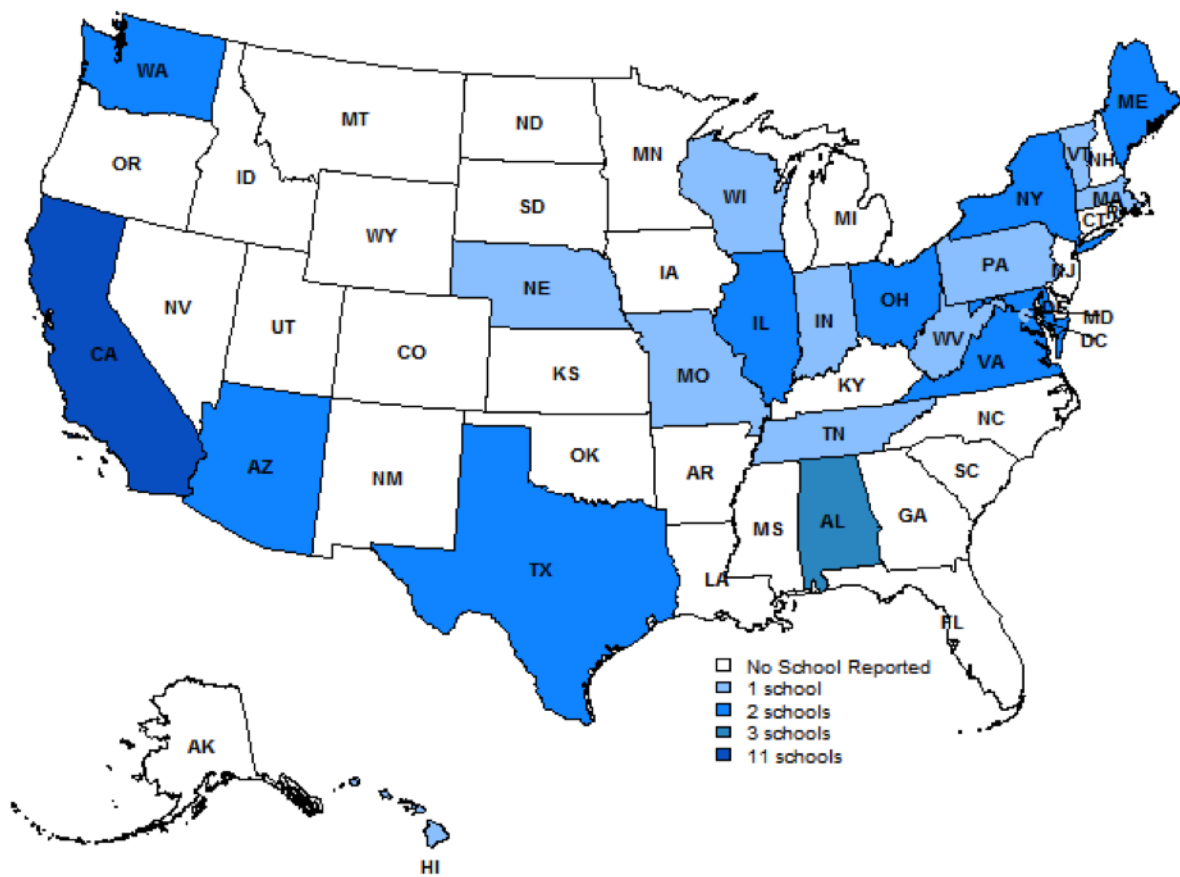 WA
ME
MT
ND
MN
VT
NH
OR
ID
WI
NY
MA
SD
MI
CT
WY
PA
IA
NJ
NE
OH
NV
IL
IN
MD
UT
WV
DC
CA
CO
VA
KS
MO
KY
NC
TN
AZ
OK
NM
AR
SC
GA
MS
AL
TX
LA
FL
No School Reported
1 school
2 schools
3 schools
11 schools
AK
HI